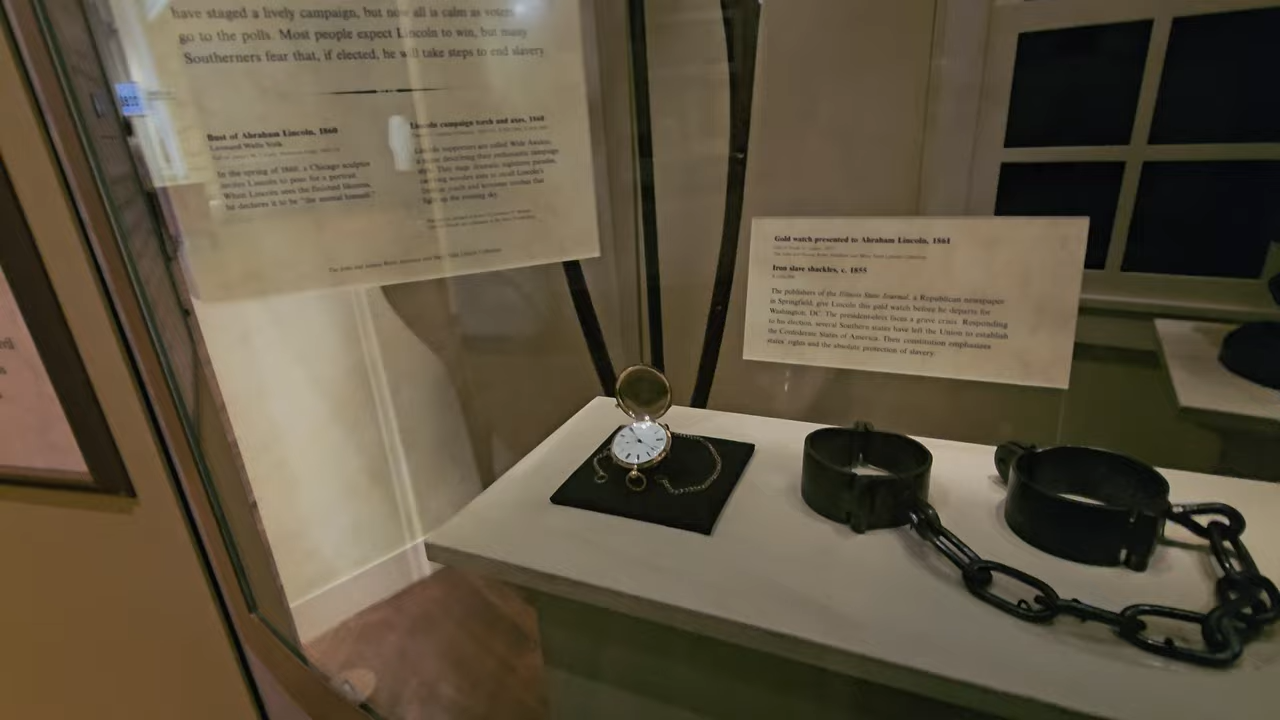 have staged a lively campaign, but now all is calm as voters
go to the polls. Most people expect Lincoln to win, but many
Southerners fear that, if elected, he will take steps to end slavery
Bust of Abraham Lincoln, 1860
Leonard Wells Volk
In the spring of 1860, a Chicago sculptor
invites Lincoln to pose for a portrait.
When Lincoln sees the finished likeness,
he declares it to be "the animal himself."
Lincoln campaign torch and axes, 1860
Lincoln supporters are called Wide Awakes,
a name describing their enthusiastic campaign
style. They stage dramatic nighttime parades,
carrying wooden axes to recall Lincoln's
frontier youth and torches that
light up the evening sky.
Gold watch presented to Abraham Lincoln, 1861
Iron slave shackles, c. 1855
The publishers of the Illinois State Journal, a Republican newspaper
in Springfield, give Lincoln this gold watch before he departs for
Washington, DC. The president-elect faces a grave crisis. Responding
to his election, several Southern states have left the Union to establish
the Confederate States of America. Their constitution emphasizes
states' rights and the absolute protection of slavery.